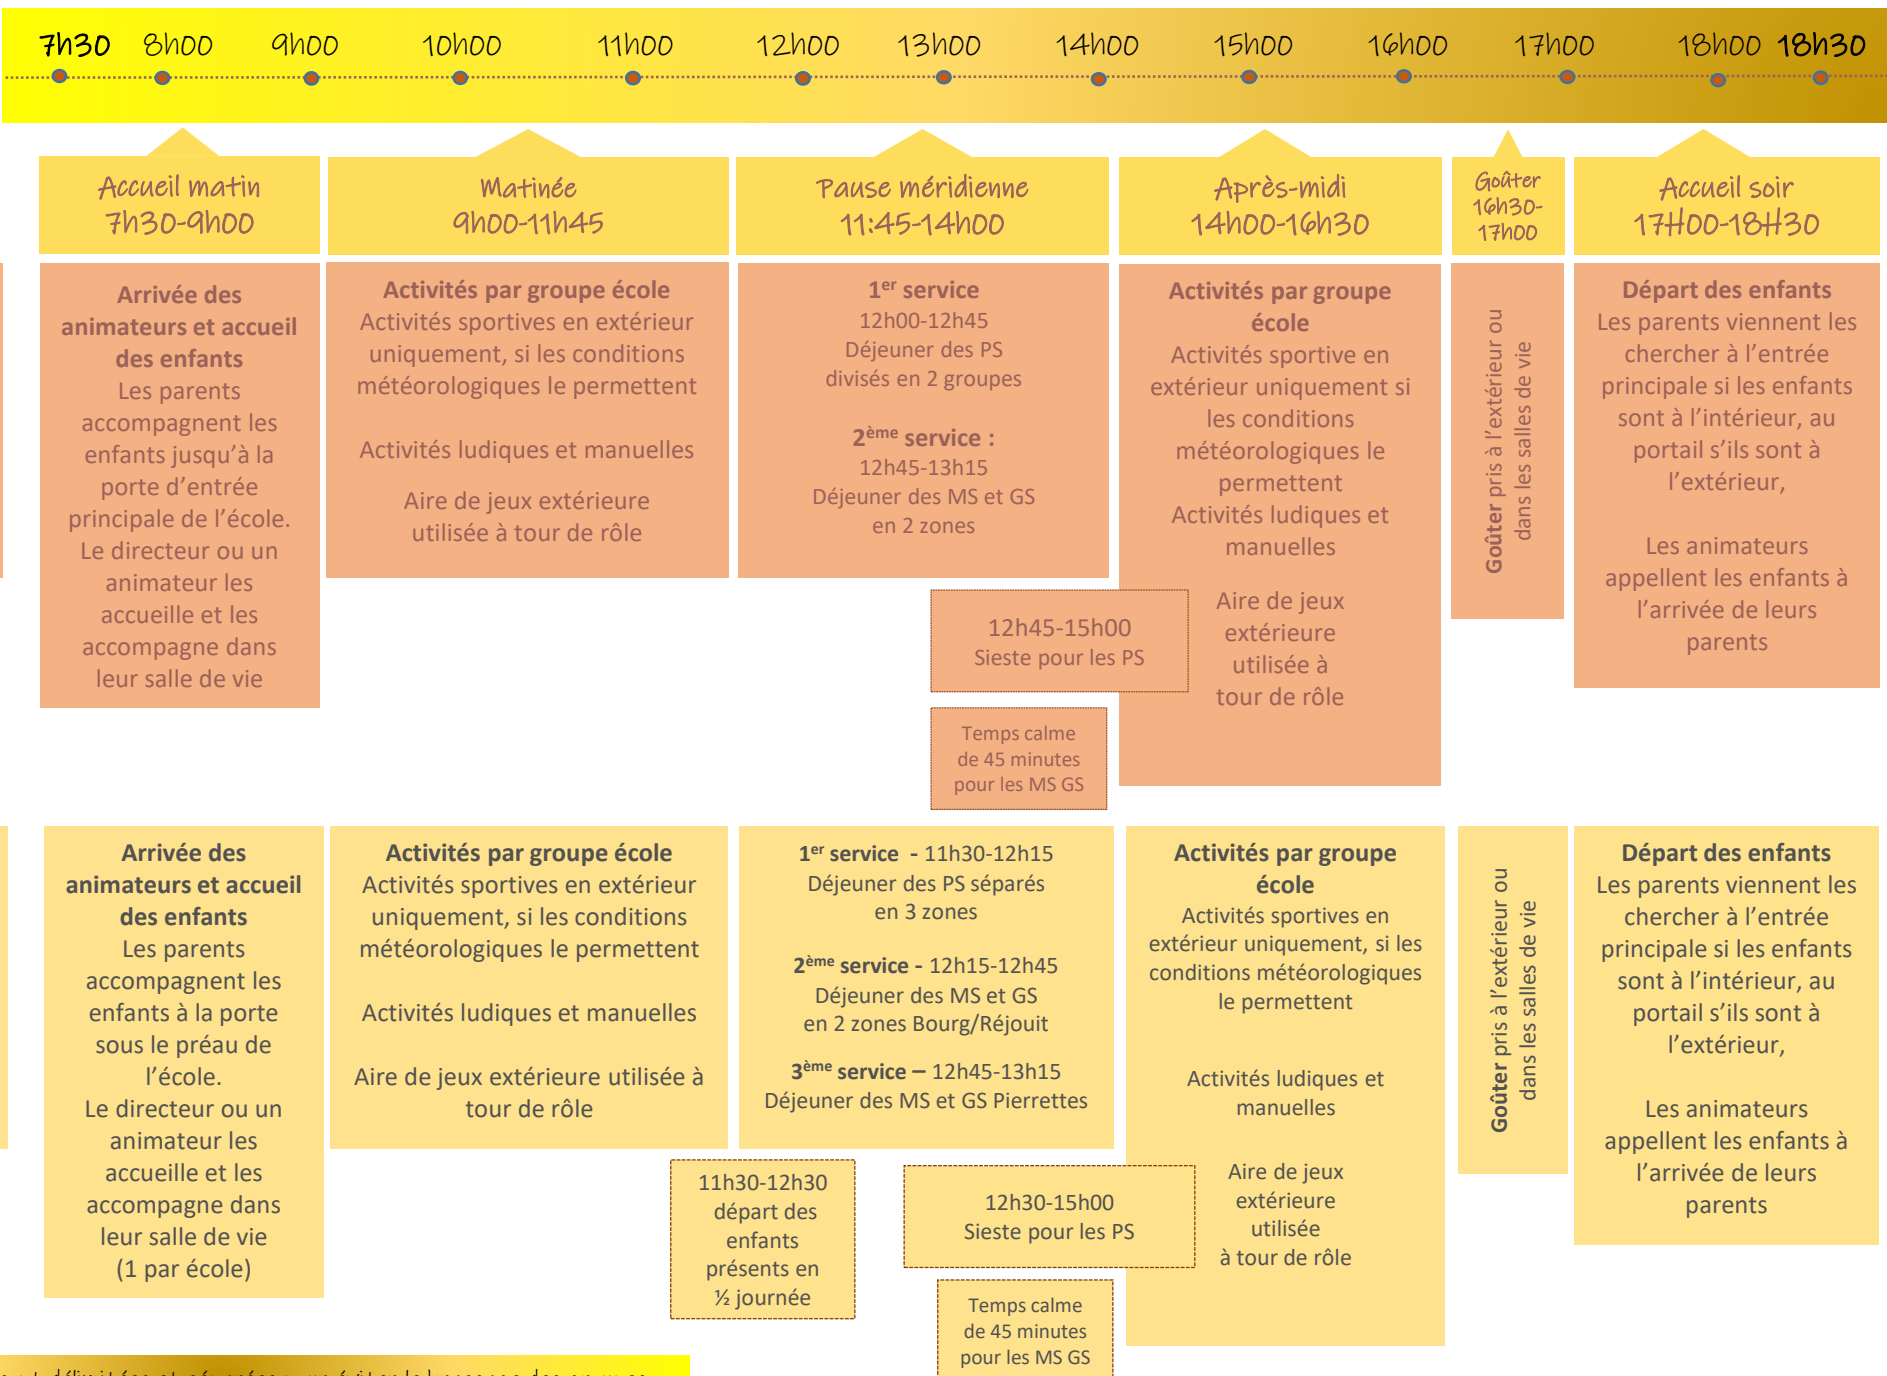 7h30 8h00 9h00 10h00 11h00 12h00 13h00 14h00 15h00 16h00 17h00 18h00 18h30
Accueil matin
7h30-9h00
Matinée
9h00-11h45
Pause méridienne
11:45-14h00
Après-midi
14h00-16h30
Goûter
16h30-
17h00
Accueil soir
17H00-18H30
Arrivée des
animateurs et accueil
des enfants
Les parents
accompagnent les
enfants jusqu'à la
porte d'entrée
principale de l'école.
Le directeur ou un
animateur les
accueille et les
accompagne dans
leur salle de vie
Activités par groupe école
Activités sportives en extérieur
uniquement, si les conditions
météorologiques le permettent
Activités ludiques et manuelles
Aire de jeux extérieure
utilisée à tour de rôle
1er service
12h00-12h45
Déjeuner des PS
divisés en 2 groupes
2ème service :
12h45-13h15
Déjeuner des MS et GS
en 2 zones
12h45-15h00
Sieste pour les PS
Temps calme
de 45 minutes
pour les MS GS
Activités par groupe
école
Activités sportive en
extérieur uniquement si
les conditions
météorologiques le
permettent
Activités ludiques et
manuelles
Aire de jeux
extérieure
utilisée à
tour de rôle
Goûter pris à l'extérieur ou
dans les salles de vie
Départ des enfants
Les parents viennent les
chercher à l'entrée
principale si les enfants
sont à l'intérieur, au
portail s'ils sont à
l'extérieur,
Les animateurs
appellent les enfants à
l'arrivée de leurs
parents
Arrivée des
animateurs et accueil
des enfants
Les parents
accompagnent les
enfants à la porte
sous le préau de
l'école.
Le directeur ou un
animateur les
accueille et les
accompagne dans
leur salle de vie
(1 par école)
Activités par groupe école
Activités sportives en extérieur
uniquement, si les conditions
météorologiques le permettent
Activités ludiques et manuelles
Aire de jeux extérieure utilisée à
tour de rôle
1er service - 11h30-12h15
Déjeuner des PS séparés
en 3 zones
2ème service - 12h15-12h45
Déjeuner des MS et GS
en 2 zones Bourg/Réjouit
3ème service – 12h45-13h15
Déjeuner des MS et GS Pierrettes
11h30-12h30
départ des
enfants
présents en
½ journée
12h30-15h00
Sieste pour les PS
Temps calme
de 45 minutes
pour les MS GS
Activités par groupe
école
Activités sportives en
extérieur uniquement, si les
conditions météorologiques
le permettent
Activités ludiques et
manuelles
Aire de jeux
extérieure
utilisée
à tour de rôle
Goûter pris à l'extérieur ou
dans les salles de vie
Départ des enfants
Les parents viennent les
chercher à l'entrée
principale si les enfants
sont à l'intérieur, au
portail s'ils sont à
l'extérieur,
Les animateurs
appellent les enfants à
l'arrivée de leurs
parents